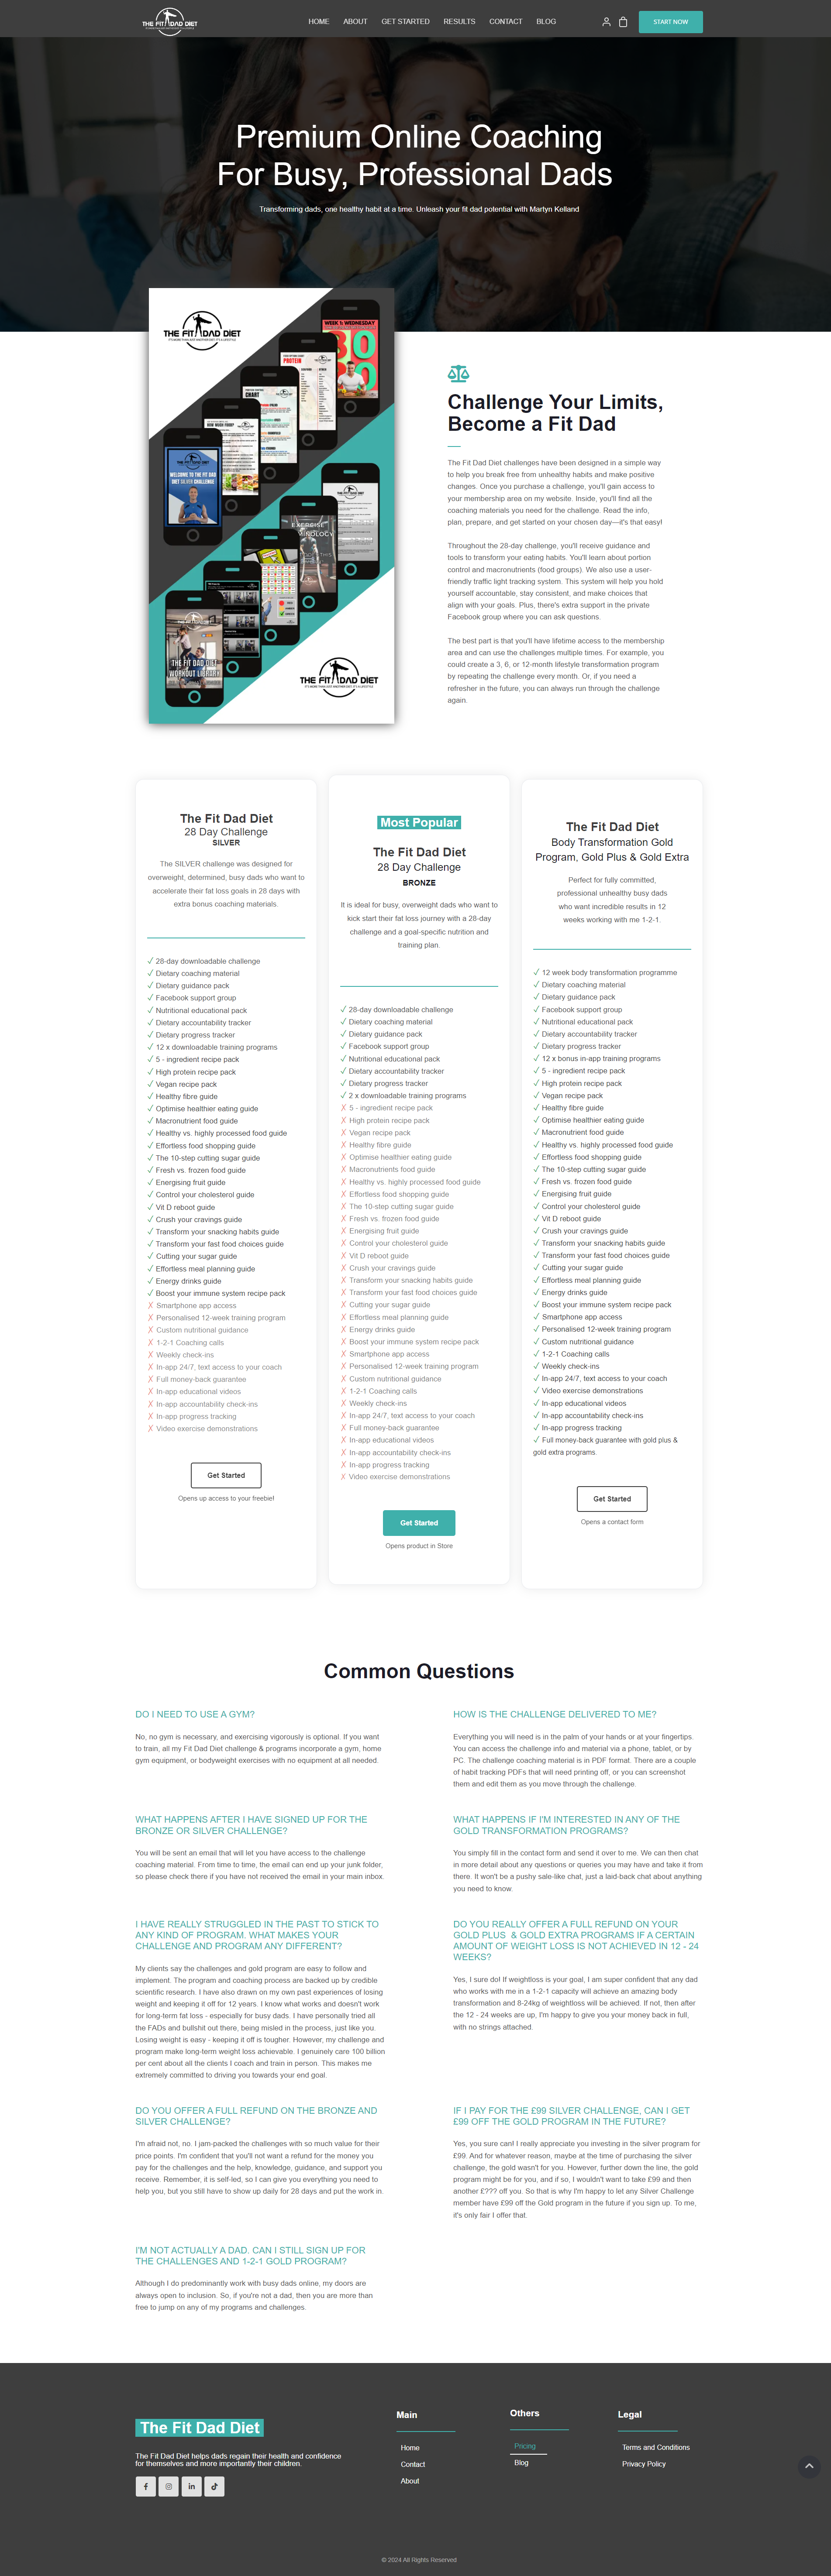 THE FIT DAD DIET
HOME
ABOUT
GET STARTED
RESULTS
CONTACT
BLOG
START NOW
Premium Online Coaching
For Busy, Professional Dads
Transforming dads, one healthy habit at a time. Unleash your fit dad potential with Martyn Kelland
THE FIT DAD DIET
IT'S MORE THAN JUST ANOTHER DIET, IT'S A LIFESTYLE
WELCOME TO THE FIT DAD
DIET SILVER CHALLENGE
THE FIT DAD DIET
WORKOUT LIBRARY
THE FIT DAD DIET
IT'S MORE THAN JUST ANOTHER DIET, IT'S A LIFESTYLE
Challenge Your Limits,
Become a Fit Dad
The Fit Dad Diet challenges have been designed in a simple way
to help you break free from unhealthy habits and make positive
changes. Once you purchase a challenge, you'll gain access to
your membership area on my website. Inside, you'll find all the
coaching materials you need for the challenge. Read the info,
plan, prepare, and get started on your chosen day—it's that easy!
Throughout the 28-day challenge, you'll receive guidance and
tools to transform your eating habits. You'll learn about portion
control and macronutrients (food groups). We also use a user-
friendly traffic light tracking system. This system will help you hold
yourself accountable, stay consistent, and make choices that
align with your goals. Plus, there's extra support in the private
Facebook group where you can ask questions.
The best part is that you'll have lifetime access to the membership
area and can use the challenges multiple times. For example, you
could create a 3, 6, or 12-month lifestyle transformation program
by repeating the challenge every month. Or, if you need a
refresher in the future, you can always run through the challenge
again.
The Fit Dad Diet
28 Day Challenge
SILVER
The SILVER challenge was designed for
overweight, determined, busy dads who want to
accelerate their fat loss goals in 28 days with
extra bonus coaching materials.
✓ 28-day downloadable challenge
✓ Dietary coaching material
✓ Dietary guidance pack
✓ Facebook support group
✓ Nutritional educational pack
✓ Dietary accountability tracker
✓ Dietary progress tracker
✓ 12 x downloadable training programs
✓ 5 - ingredient recipe pack
✓ High protein recipe pack
✓ Vegan recipe pack
✓ Healthy fibre guide
✓ Optimise healthier eating guide
✓ Macronutrient food guide
✓ Healthy vs. highly processed food guide
✓ Effortless food shopping guide
✓ The 10-step cutting sugar guide
✓ Fresh vs. frozen food guide
✓ Energising fruit guide
✓ Control your cholesterol guide
✓ Vit D reboot guide
✓ Crush your cravings guide
✓ Transform your snacking habits guide
✓ Transform your fast food choices guide
✓ Cutting your sugar guide
✓ Effortless meal planning guide
✓ Energy drinks guide
✓ Boost your immune system recipe pack
✗ Smartphone app access
✗ Personalised 12-week training program
✗ Custom nutritional guidance
✗ 1-2-1 Coaching calls
✗ Weekly check-ins
✗ In-app 24/7, text access to your coach
✗ Full money-back guarantee
✗ In-app educational videos
✗ In-app accountability check-ins
✗ In-app progress tracking
✗ Video exercise demonstrations
Get Started
Opens up access to your freebie!
Most Popular
The Fit Dad Diet
28 Day Challenge
BRONZE
It is ideal for busy, overweight dads who want to
kick start their fat loss journey with a 28-day
challenge and a goal-specific nutrition and
training plan.
✓ 28-day downloadable challenge
✓ Dietary coaching material
✓ Dietary guidance pack
✓ Facebook support group
✓ Nutritional educational pack
✓ Dietary accountability tracker
✓ Dietary progress tracker
✓ 2 x downloadable training programs
✗ 5 - ingredient recipe pack
✗ High protein recipe pack
✗ Vegan recipe pack
✗ Healthy fibre guide
✗ Optimise healthier eating guide
✗ Macronutrients food guide
✗ Healthy vs. highly processed food guide
✗ Effortless food shopping guide
✗ The 10-step cutting sugar guide
✗ Fresh vs. frozen food guide
✗ Energising fruit guide
✗ Control your cholesterol guide
✗ Vit D reboot guide
✗ Crush your cravings guide
✗ Transform your snacking habits guide
✗ Transform your fast food choices guide
✗ Cutting your sugar guide
✗ Effortless meal planning guide
✗ Energy drinks guide
✗ Boost your immune system recipe pack
✗ Smartphone app access
✗ Personalised 12-week training program
✗ Custom nutritional guidance
✗ 1-2-1 Coaching calls
✗ Weekly check-ins
✗ In-app 24/7, text access to your coach
✗ Full money-back guarantee
✗ In-app educational videos
✗ In-app accountability check-ins
✗ In-app progress tracking
✗ Video exercise demonstrations
Get Started
Opens product in Store
The Fit Dad Diet
Body Transformation Gold
Program, Gold Plus & Gold Extra
Perfect for fully committed,
professional unhealthy busy dads
who want incredible results in 12
weeks working with me 1-2-1.
✓ 12 week body transformation programme
✓ Dietary coaching material
✓ Dietary guidance pack
✓ Facebook support group
✓ Nutritional educational pack
✓ Dietary accountability tracker
✓ Dietary progress tracker
✓ 12 x bonus in-app training programs
✓ 5 - ingredient recipe pack
✓ High protein recipe pack
✓ Vegan recipe pack
✓ Healthy fibre guide
✓ Optimise healthier eating guide
✓ Macronutrient food guide
✓ Healthy vs. highly processed food guide
✓ Effortless food shopping guide
✓ The 10-step cutting sugar guide
✓ Fresh vs. frozen food guide
✓ Energising fruit guide
✓ Control your cholesterol guide
✓ Vit D reboot guide
✓ Crush your cravings guide
✓ Transform your snacking habits guide
✓ Transform your fast food choices guide
✓ Cutting your sugar guide
✓ Effortless meal planning guide
✓ Energy drinks guide
✓ Boost your immune system recipe pack
✓ Smartphone app access
✓ Personalised 12-week training program
✓ Custom nutritional guidance
✓ 1-2-1 Coaching calls
✓ Weekly check-ins
✓ In-app 24/7, text access to your coach
✓ Video exercise demonstrations
✓ In-app educational videos
✓ In-app accountability check-ins
✓ In-app progress tracking
✓ Full money-back guarantee with gold plus &
gold extra programs.
Get Started
Opens a contact form
Common Questions
DO I NEED TO USE A GYM?
No, no gym is necessary, and exercising vigorously is optional. If you want
to train, all my Fit Dad Diet challenge & programs incorporate a gym, home
gym equipment, or bodyweight exercises with no equipment at all needed.
HOW IS THE CHALLENGE DELIVERED TO ME?
Everything you will need is in the palm of your hands or at your fingertips.
You can access the challenge info and material via a phone, tablet, or by
PC. The challenge coaching material is in PDF format. There are a couple
of habit tracking PDFs that will need printing off, or you can screenshot
them and edit them as you move through the challenge.
WHAT HAPPENS AFTER I HAVE SIGNED UP FOR THE
BRONZE OR SILVER CHALLENGE?
You will be sent an email that will let you have access to the challenge
coaching material. From time to time, the email can end up your junk folder,
so please check there if you have not received the email in your main inbox.
WHAT HAPPENS IF I'M INTERESTED IN ANY OF THE
GOLD TRANSFORMATION PROGRAMS?
You simply fill in the contact form and send it over to me. We can then chat
in more detail about any questions or queries you may have and take it from
there. It won't be a pushy sale-like chat, just a laid-back chat about anything
you need to know.
I HAVE REALLY STRUGGLED IN THE PAST TO STICK TO
ANY KIND OF PROGRAM. WHAT MAKES YOUR
CHALLENGE AND PROGRAM ANY DIFFERENT?
My clients say the challenges and gold program are easy to follow and
implement. The program and coaching process are backed up by credible
scientific research. I have also drawn on my own past experiences of losing
weight and keeping it off for 12 years. I know what works and doesn't work
for long-term fat loss - especially for busy dads. I have personally tried all
the FADs and bullshit out there, being misled in the process, just like you.
Losing weight is easy - keeping it off is tougher. However, my challenge and
program make long-term weight loss achievable. I genuinely care 100 billion
per cent about all the clients I coach and train in person. This makes me
extremely committed to driving you towards your end goal.
DO YOU REALLY OFFER A FULL REFUND ON YOUR
GOLD PLUS & GOLD EXTRA PROGRAMS IF A CERTAIN
AMOUNT OF WEIGHT LOSS IS NOT ACHIEVED IN 12 - 24
WEEKS?
Yes, I sure do! If weightloss is your goal, I am super confident that any dad
who works with me in a 1-2-1 capacity will achieve an amazing body
transformation and 8-24kg of weightloss will be achieved. If not, then after
the 12 - 24 weeks are up, I'm happy to give you your money back in full,
with no strings attached.
DO YOU OFFER A FULL REFUND ON THE BRONZE AND
SILVER CHALLENGE?
I'm afraid not, no. I jam-packed the challenges with so much value for their
price points. I'm confident that you'll not want a refund for the money you
pay for the challenges and the help, knowledge, guidance, and support you
receive. Remember, it is self-led, so I can give you everything you need to
help you, but you still have to show up daily for 28 days and put the work in.
IF I PAY FOR THE £99 SILVER CHALLENGE, CAN I GET
£99 OFF THE GOLD PROGRAM IN THE FUTURE?
Yes, you sure can! I really appreciate you investing in the silver program for
£99. And for whatever reason, maybe at the time of purchasing the silver
challenge, the gold wasn't for you. However, further down the line, the gold
program might be for you, and if so, I wouldn't want to take £99 and then
another £??? off you. So that is why I'm happy to let any Silver Challenge
member have £99 off the Gold program in the future if you sign up. To me,
it's only fair I offer that.
I'M NOT ACTUALLY A DAD. CAN I STILL SIGN UP FOR
THE CHALLENGES AND 1-2-1 GOLD PROGRAM?
Although I do predominantly work with busy dads online, my doors are
always open to inclusion. So, if you're not a dad, then you are more than
free to jump on any of my programs and challenges.
The Fit Dad Diet
The Fit Dad Diet helps dads regain their health and confidence
for themselves and more importantly their children.
Main
Home
Contact
About
Others
Pricing
Blog
Legal
Terms and Conditions
Privacy Policy
© 2024 All Rights Reserved